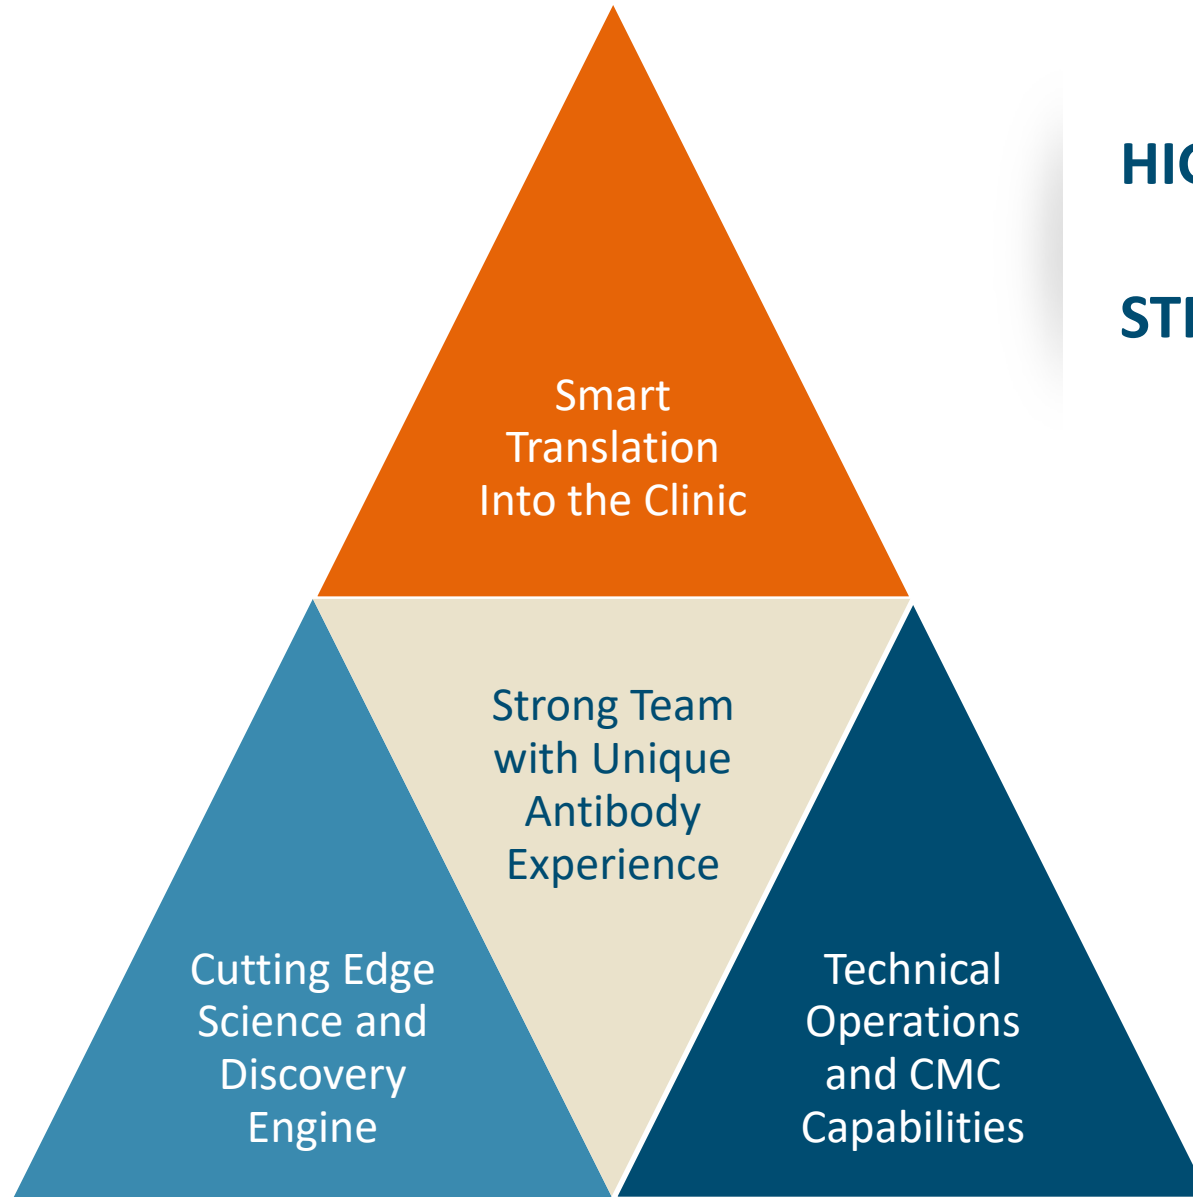 Smart
Translation
Into the Clinic
Strong Team
with Unique
Antibody
Experience
Cutting Edge
Science and
Discovery
Engine
Technical
Operations
and CMC
Capabilities